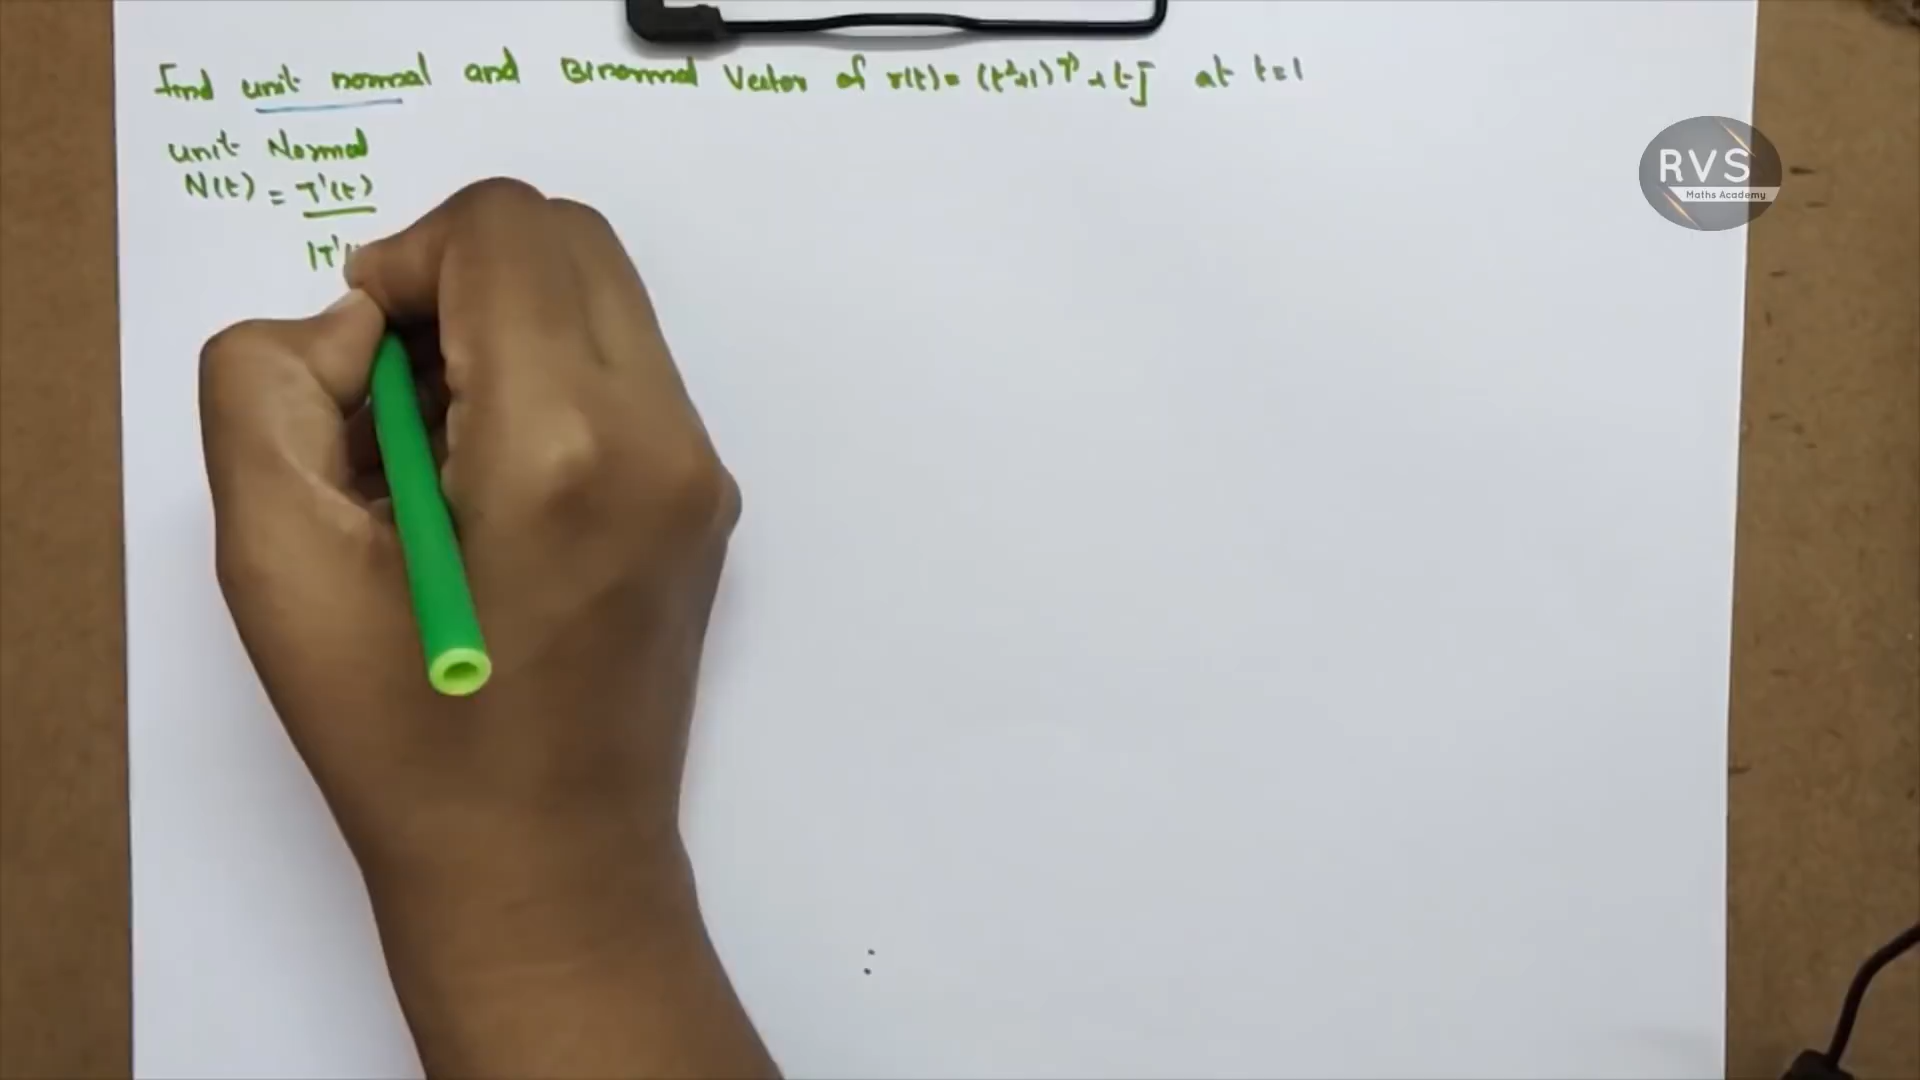 find unit normal and Binormal Vector of r(t) = (t²+1) i + tj at t=1
unit Normal
N(t) = T'(t)
|T'(
RVS
Maths Academy